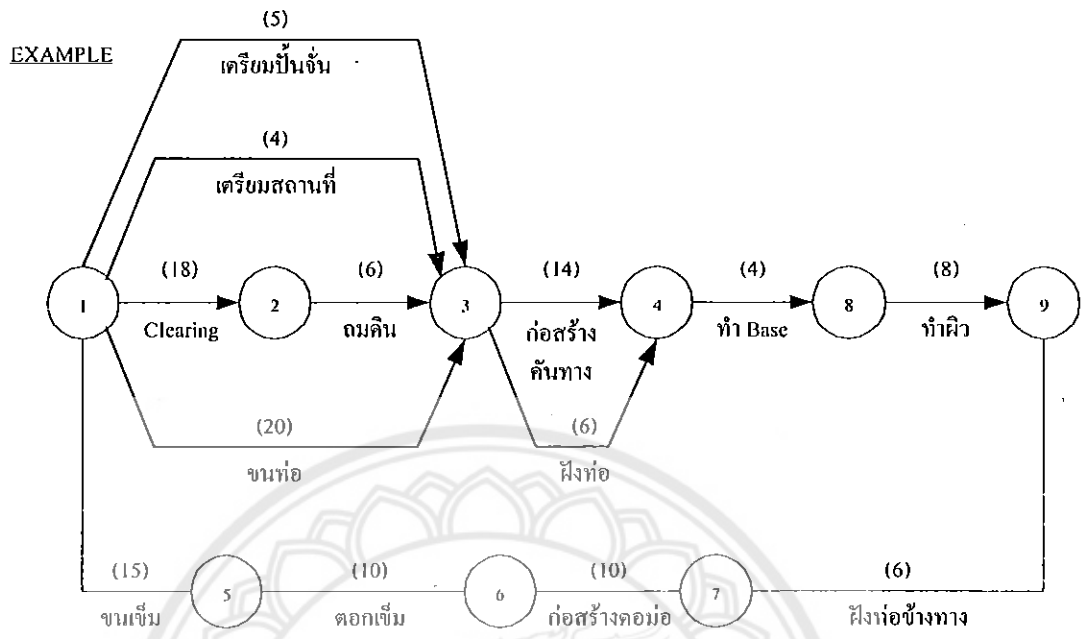 (5)
EXAMPLE
เตรียมปั้นจั่น
(4)
เตรียมสถานที่
(18) (6) (14) (4) (8)
1 2 3 4 8 9
Clearing ถมดิน ก่อสร้าง ทำ Base ทำผิว
คันทาง
(20) (6)
ขนท่อ ฝังท่อ
(15) (10) (10) (6)
5 6 7
ขนเข็ม ตอกเข็ม ก่อสร้างตอม่อ ฝังท่อข้างทาง